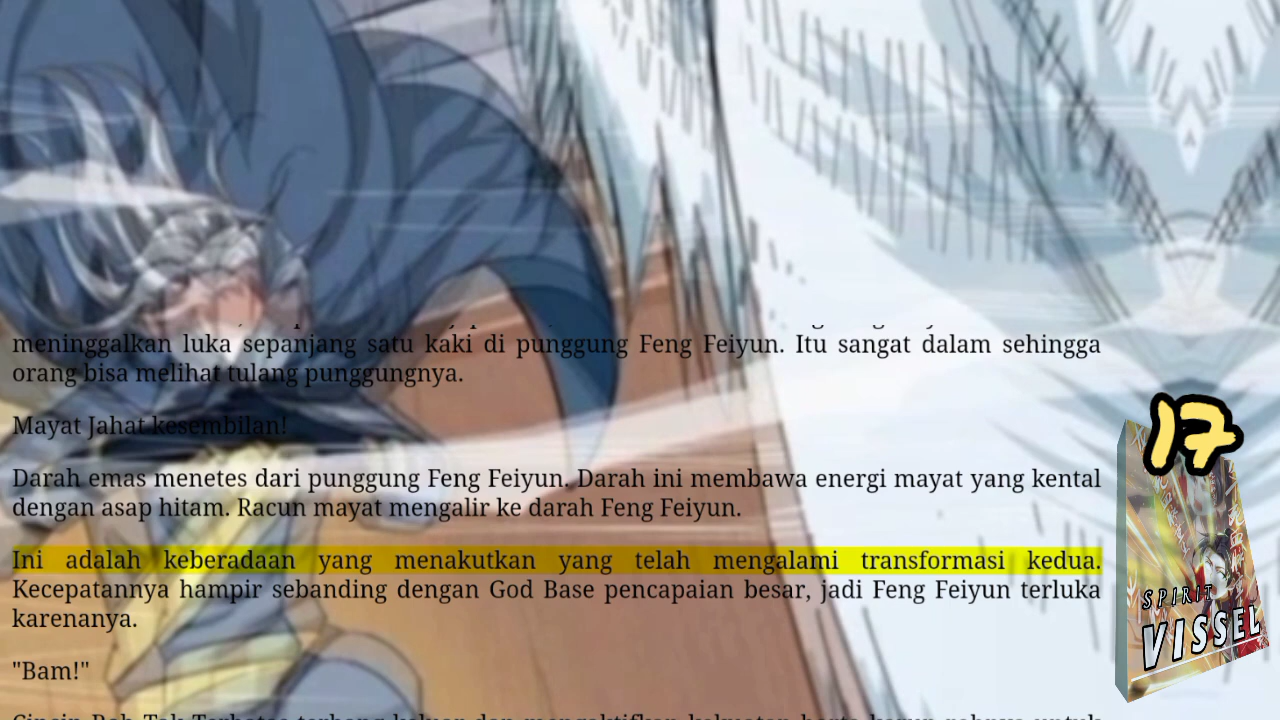 meninggalkan luka sepanjang satu kaki di punggung Feng Feiyun. Itu sangat dalam sehingga
orang bisa melihat tulang punggungnya.
Mayat Jahat kesembilan!
Darah emas menetes dari punggung Feng Feiyun. Darah ini membawa energi mayat yang kental
dengan asap hitam. Racun mayat mengalir ke darah Feng Feiyun.
Ini adalah keberadaan yang menakutkan yang telah mengalami transformasi kedua.
Kecepatannya hampir sebanding dengan God Base pencapaian besar, jadi Feng Feiyun terluka
karenanya.
"Bam!"
17
SPIRIT
VISSEL